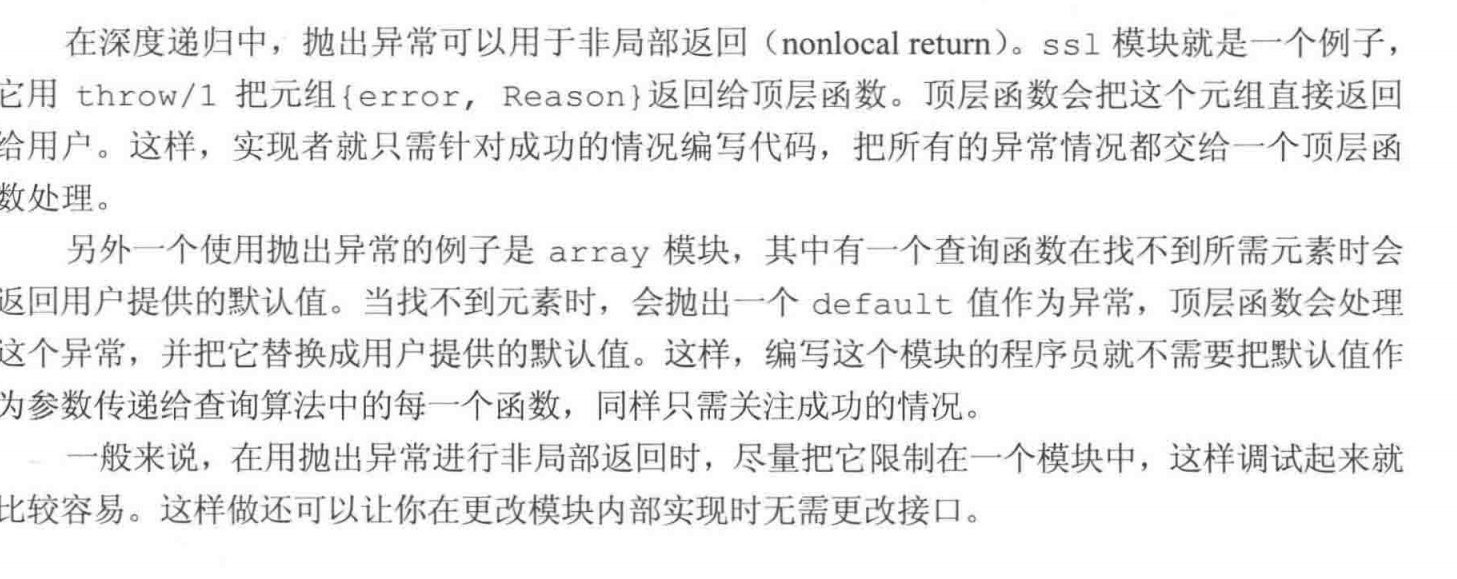 在深度递归中，抛出异常可以用于非局部返回（nonlocal return）。ssl 模块就是一个例子，
它用 throw/1 把元组{error, Reason}返回给顶层函数。顶层函数会把这个元组直接返回
给用户。这样，实现者就只需针对成功的情况编写代码，把所有的异常情况都交给一个顶层函
数处理。
另外一个使用抛出异常的例子是 array 模块，其中有一个查询函数在找不到所需元素时会
返回用户提供的默认值。当找不到元素时，会抛出一个 default 值作为异常，顶层函数会处理
这个异常，并把它替换成用户提供的默认值。这样，编写这个模块的程序员就不需要把默认值作
为参数传递给查询算法中的每一个函数，同样只需关注成功的情况。
一般来说，在用抛出异常进行非局部返回时，尽量把它限制在一个模块中，这样调试起来就
比较容易。这样做还可以让你在更改模块内部实现时无需更改接口。